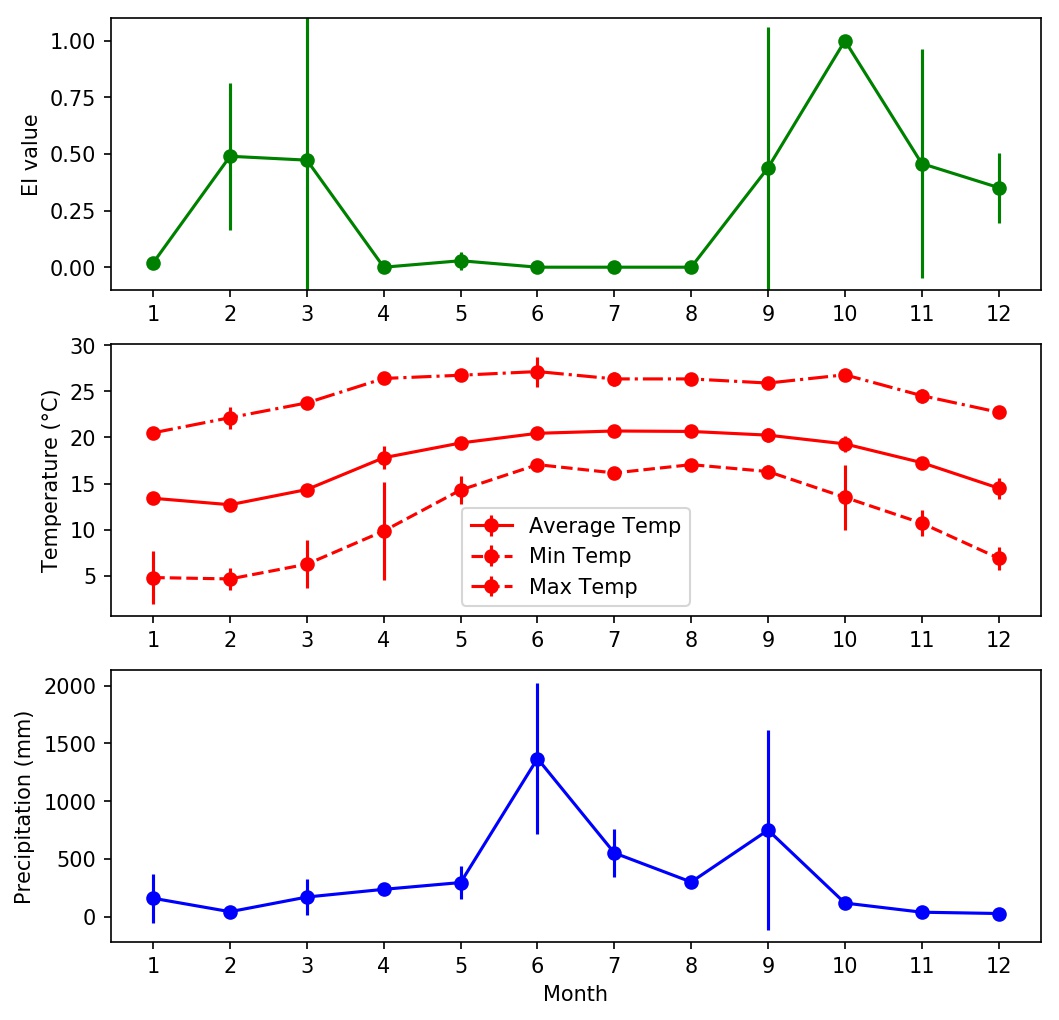 EI value
1.00
0.75
0.50
0.25
0.00
1 2 3 4 5 6 7 8 9 10 11 12
Temperature (°C)
30
25
20
15
10
5
Average Temp
Min Temp
Max Temp
1 2 3 4 5 6 7 8 9 10 11 12
Precipitation (mm)
2000
1500
1000
500
0
1 2 3 4 5 6 7 8 9 10 11 12
Month